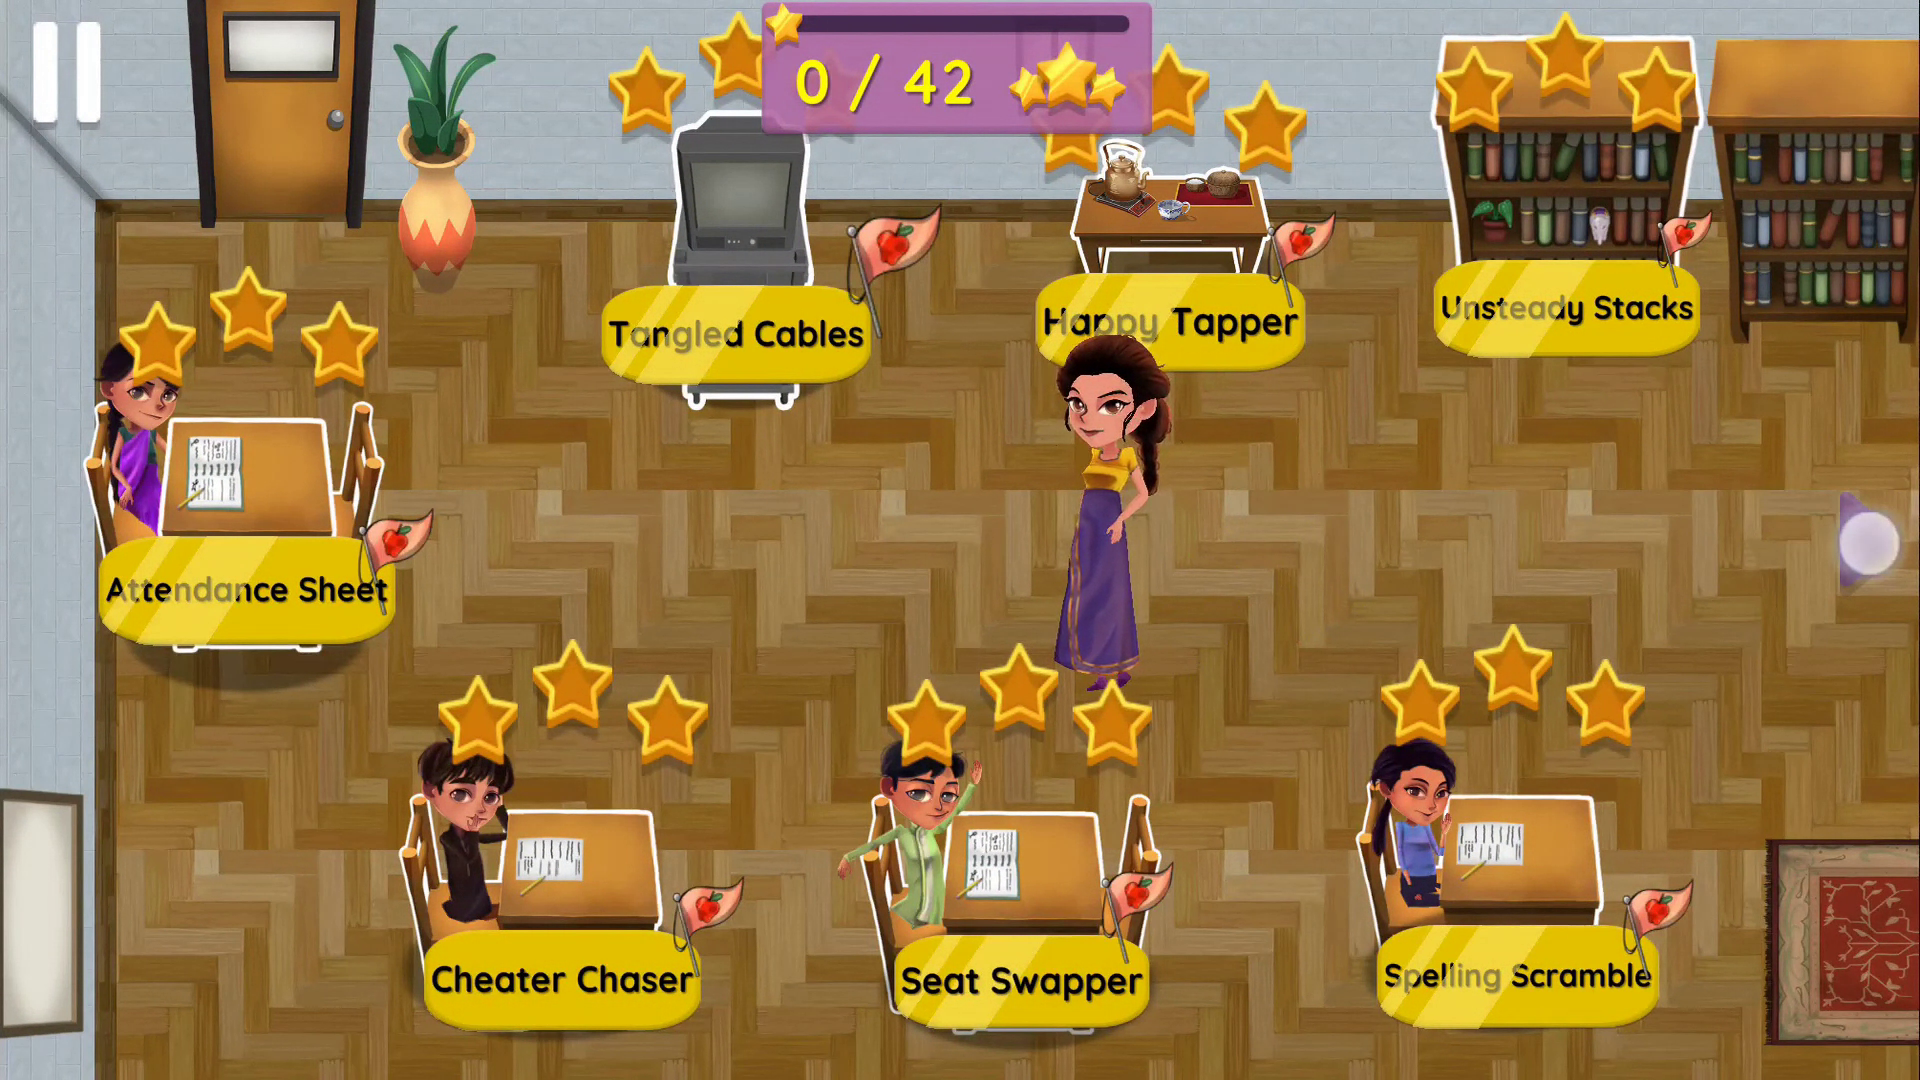 0 / 42
Tangled Cables
Happy Tapper
Unsteady Stacks
Attendance Sheet
Cheater Chaser
Seat Swapper
Spelling Scramble